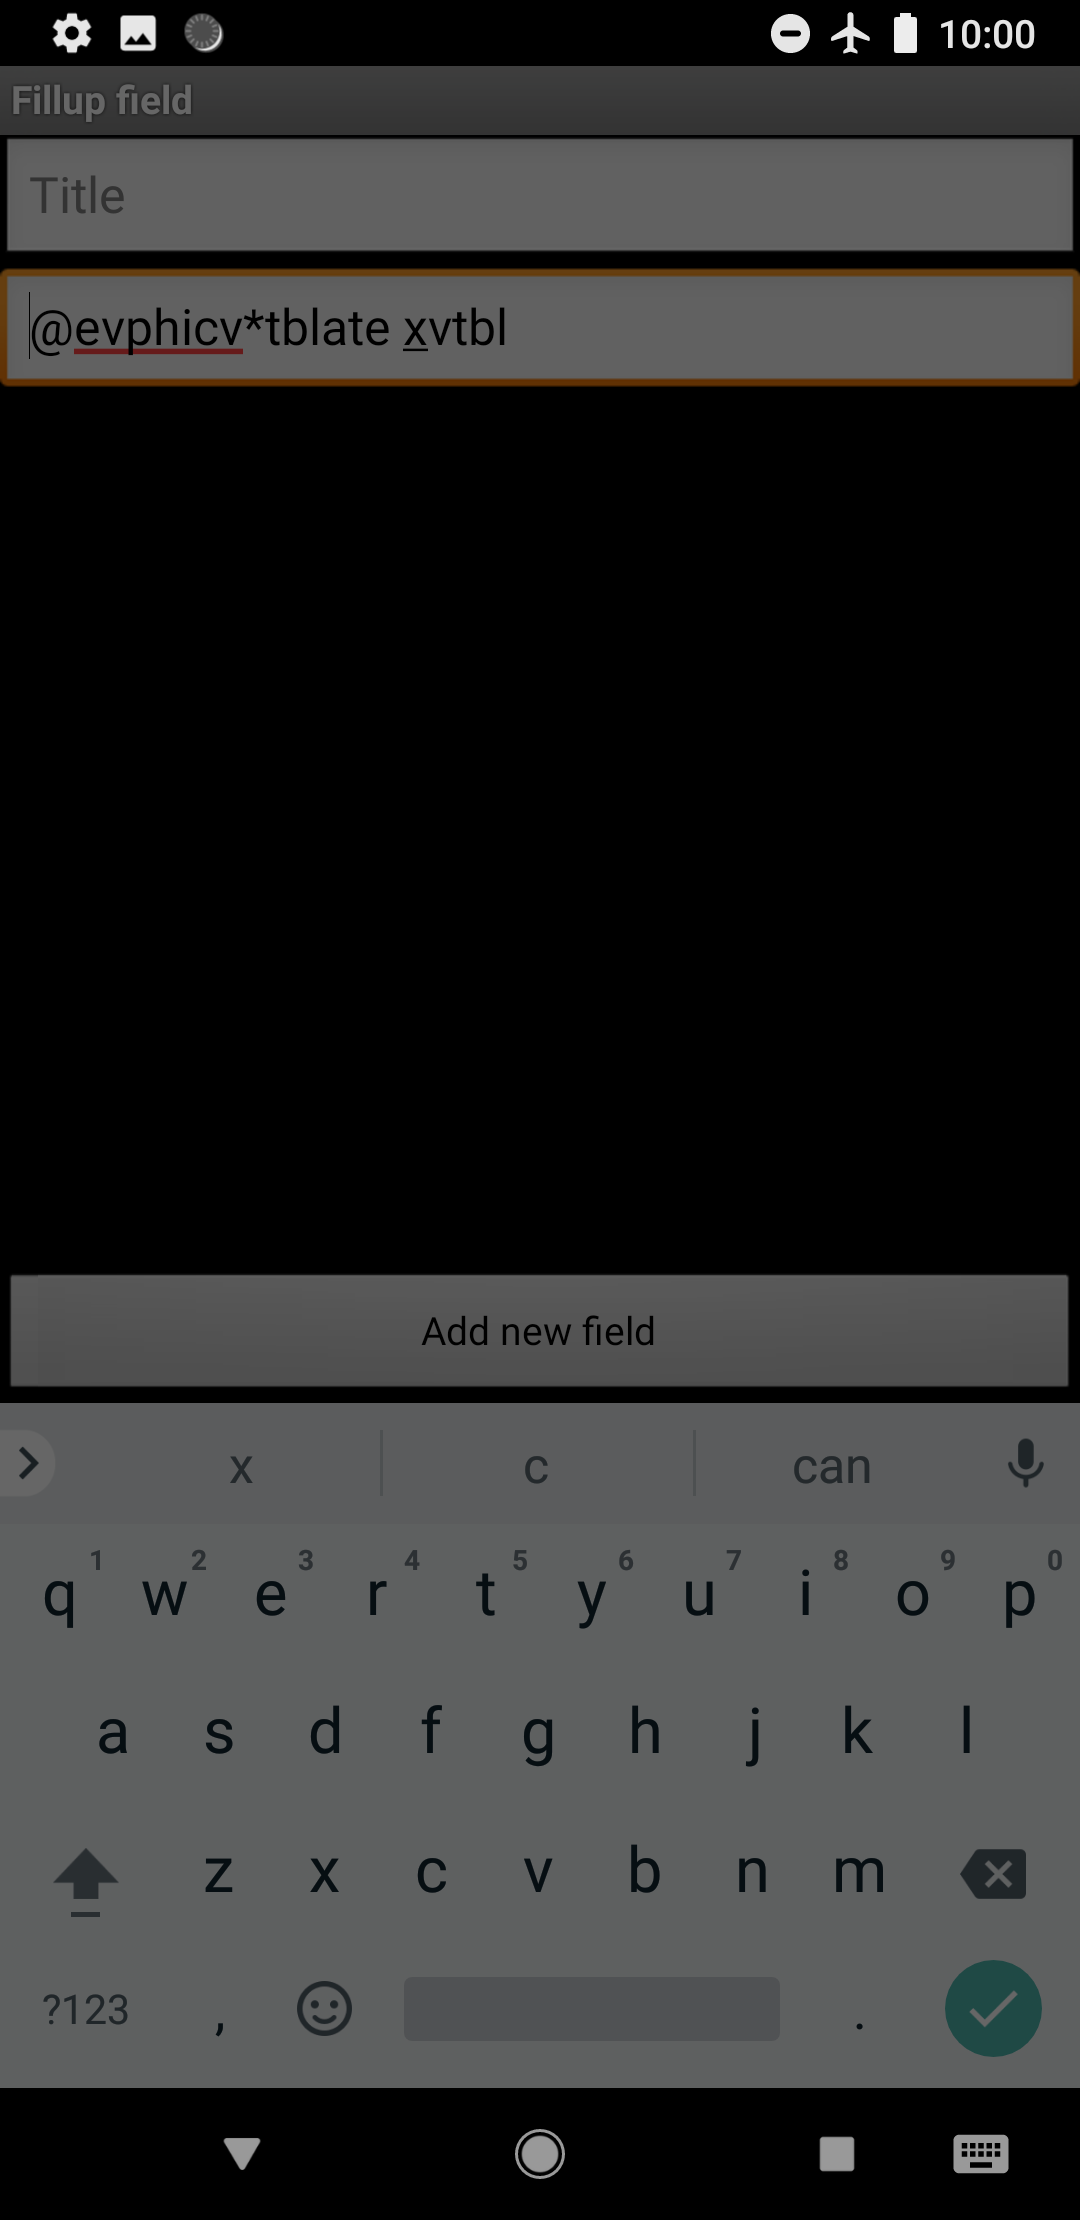 10:00
Fillup field
Title
@evphicv*tblate xvtbl
Add new field
x c can
1 2 3 4 5 6 7 8 9 0
q w e r t y u i o p
a s d f g h j k l
z x c v b n m
?123 , .